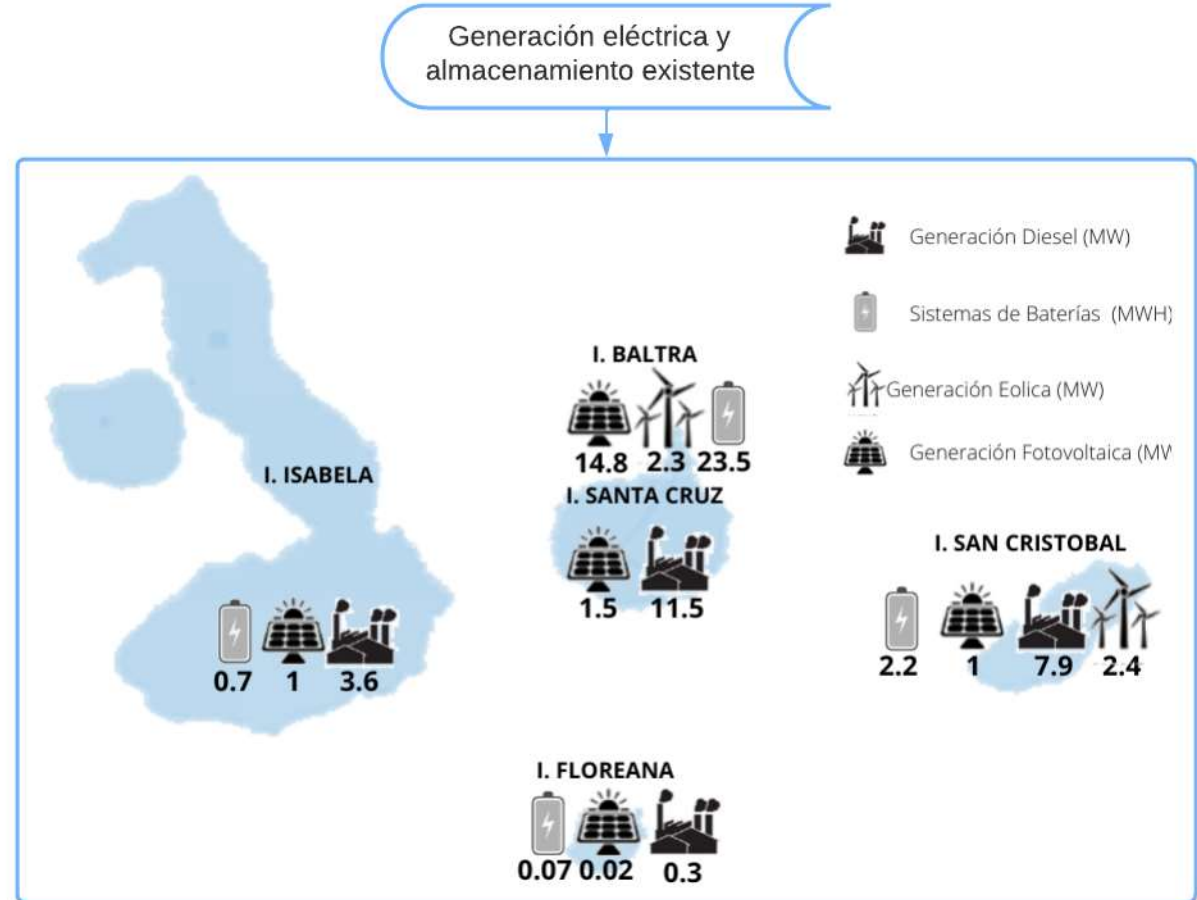 Generación eléctrica y
almacenamiento existente
Generación Diesel (MW)
Sistemas de Baterías (MWH)
Generación Eolica (MW)
Generación Fotovoltaica (MW
I. BALTRA
14.8 2.3 23.5
I. SANTA CRUZ
1.5 11.5
I. ISABELA
0.7 1 3.6
I. SAN CRISTOBAL
2.2 1 7.9 2.4
I. FLOREANA
0.07 0.02 0.3